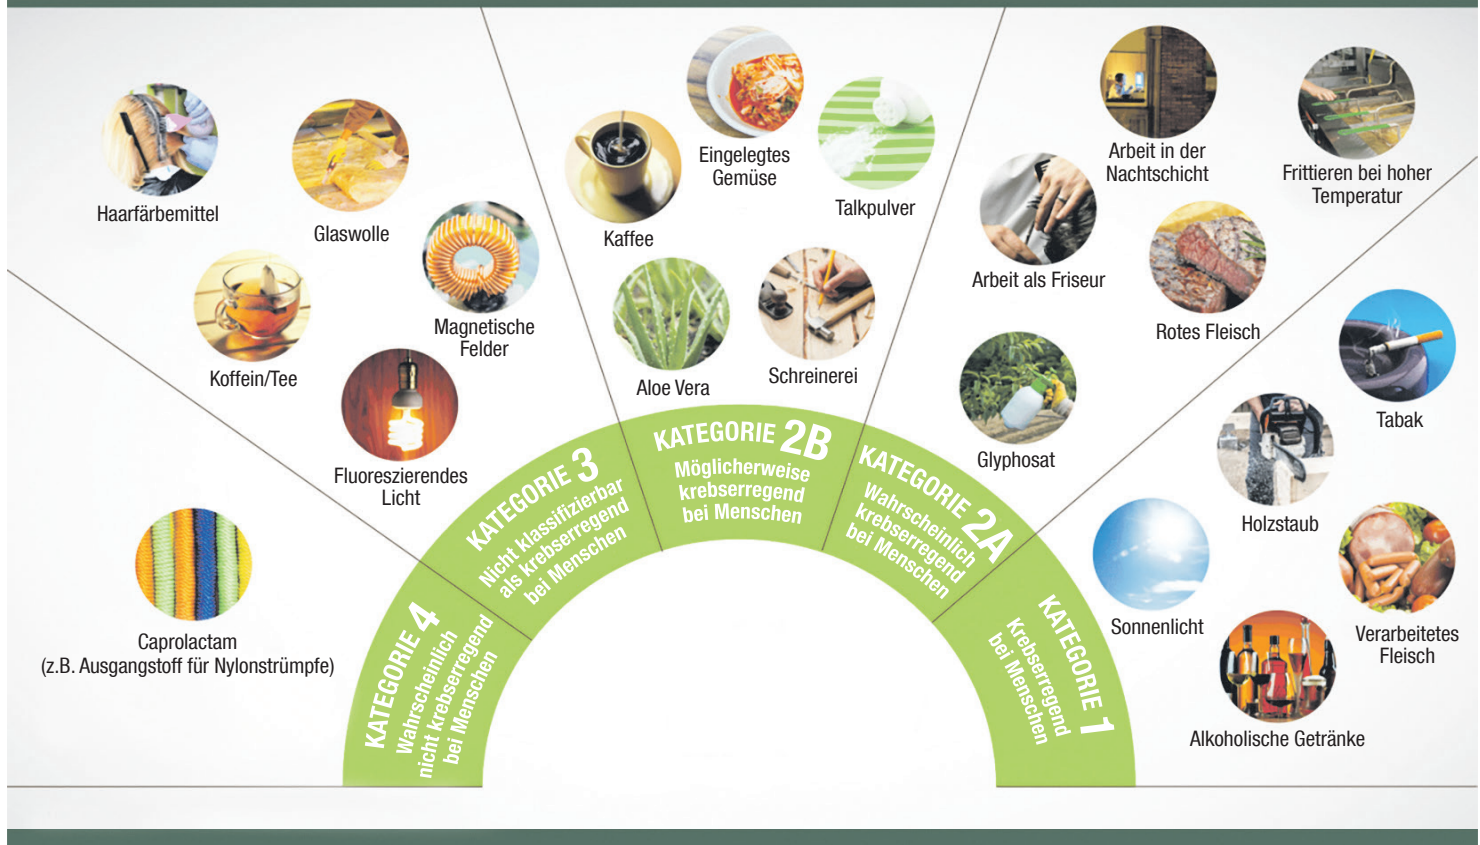 Haarfärbemittel
Glaswolle
Koffein/Tee
Magnetische
Felder
Fluoreszierendes
Licht
Caprolactam
(z.B. Ausgangstoff für Nylonstrümpfe)
Kaffee
Eingelegtes
Gemüse
Talkpulver
Aloe Vera
Schreinerei
Arbeit in der
Nachtschicht
Frittieren bei hoher
Temperatur
Arbeit als Friseur
Rotes Fleisch
Glyphosat
Tabak
Holzstaub
Sonnenlicht
Verarbeitetes
Fleisch
Alkoholische Getränke
KATEGORIE 4
Wahrscheinlich
nicht krebserregend
bei Menschen
KATEGORIE 3
Nicht klassifizierbar
als krebserregend
bei Menschen
KATEGORIE 2B
Möglicherweise
krebserregend
bei Menschen
KATEGORIE 2A
Wahrscheinlich
krebserregend
bei Menschen
KATEGORIE 1
Krebserregend
bei Menschen